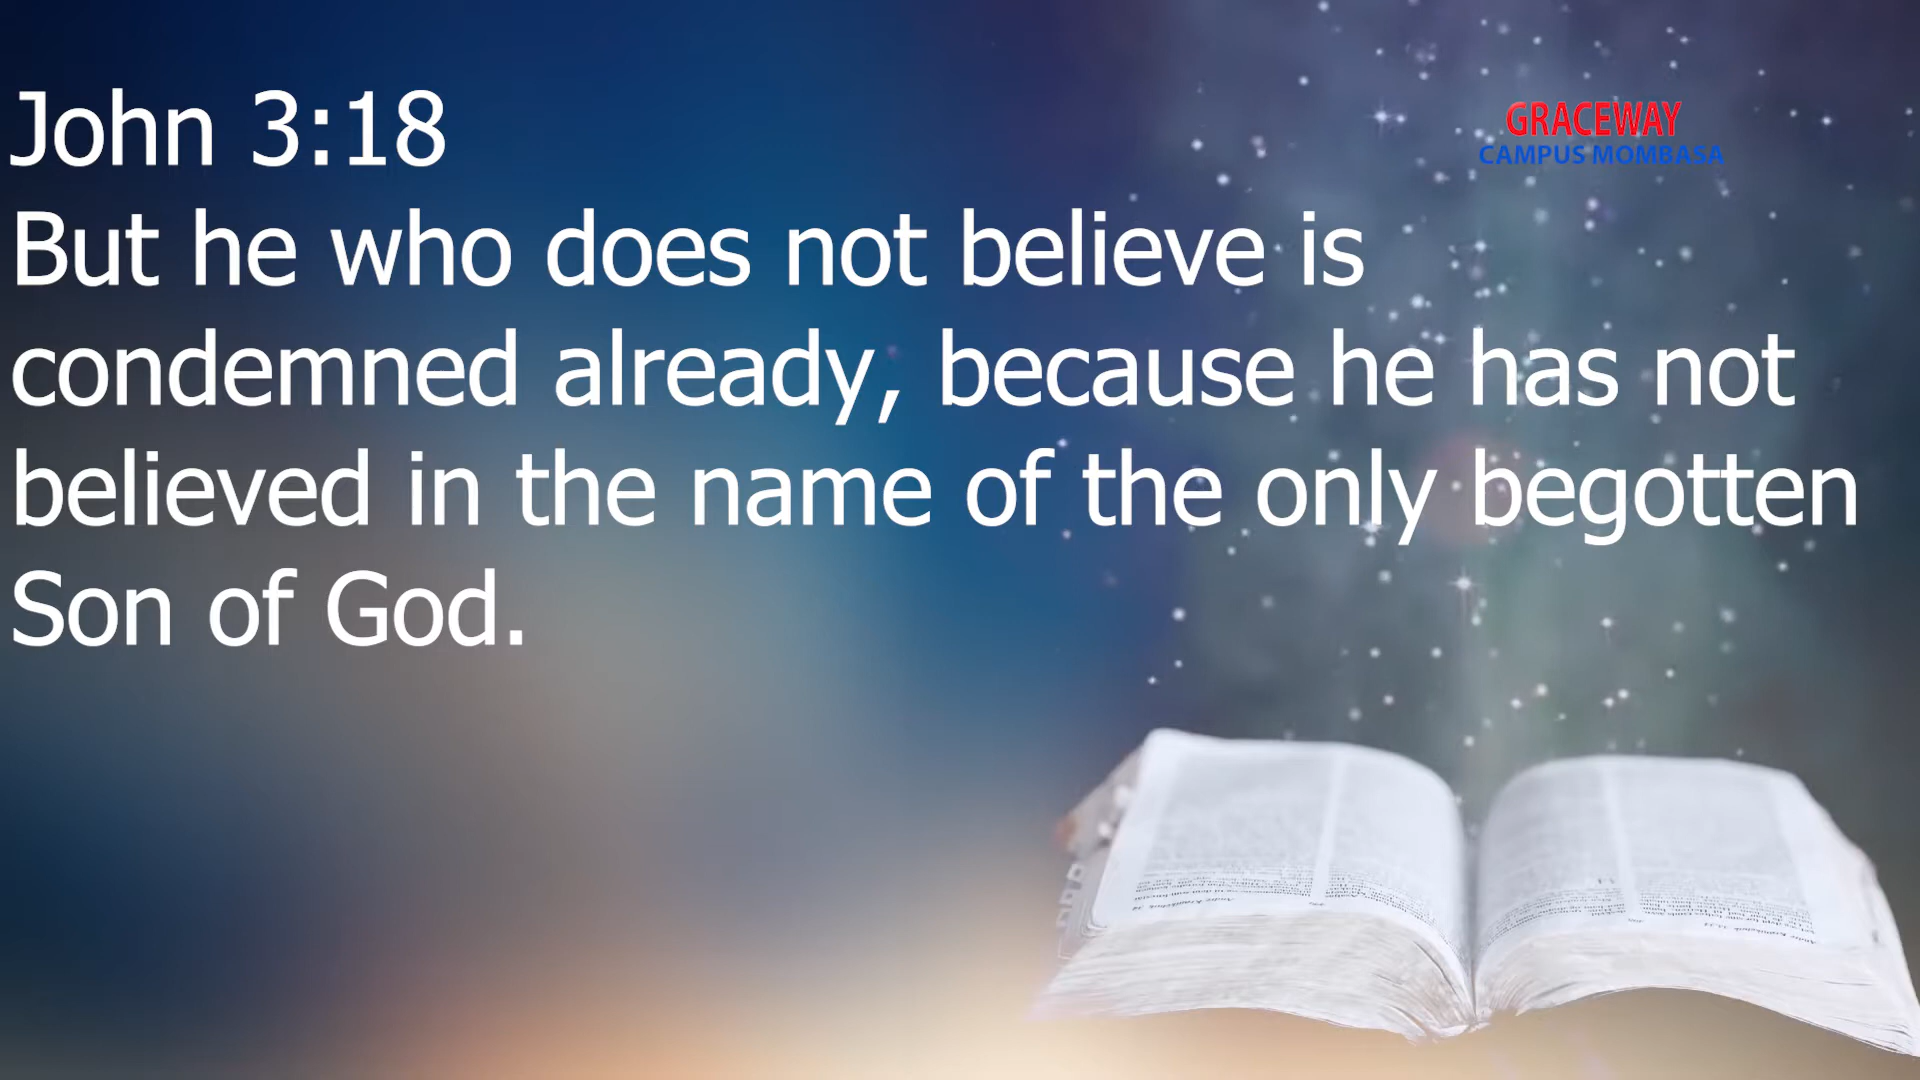 John 3:18
GRACEWAY
CAMPUS MOMBASA
But he who does not believe is
condemned already, because he has not
believed in the name of the only begotten
Son of God.